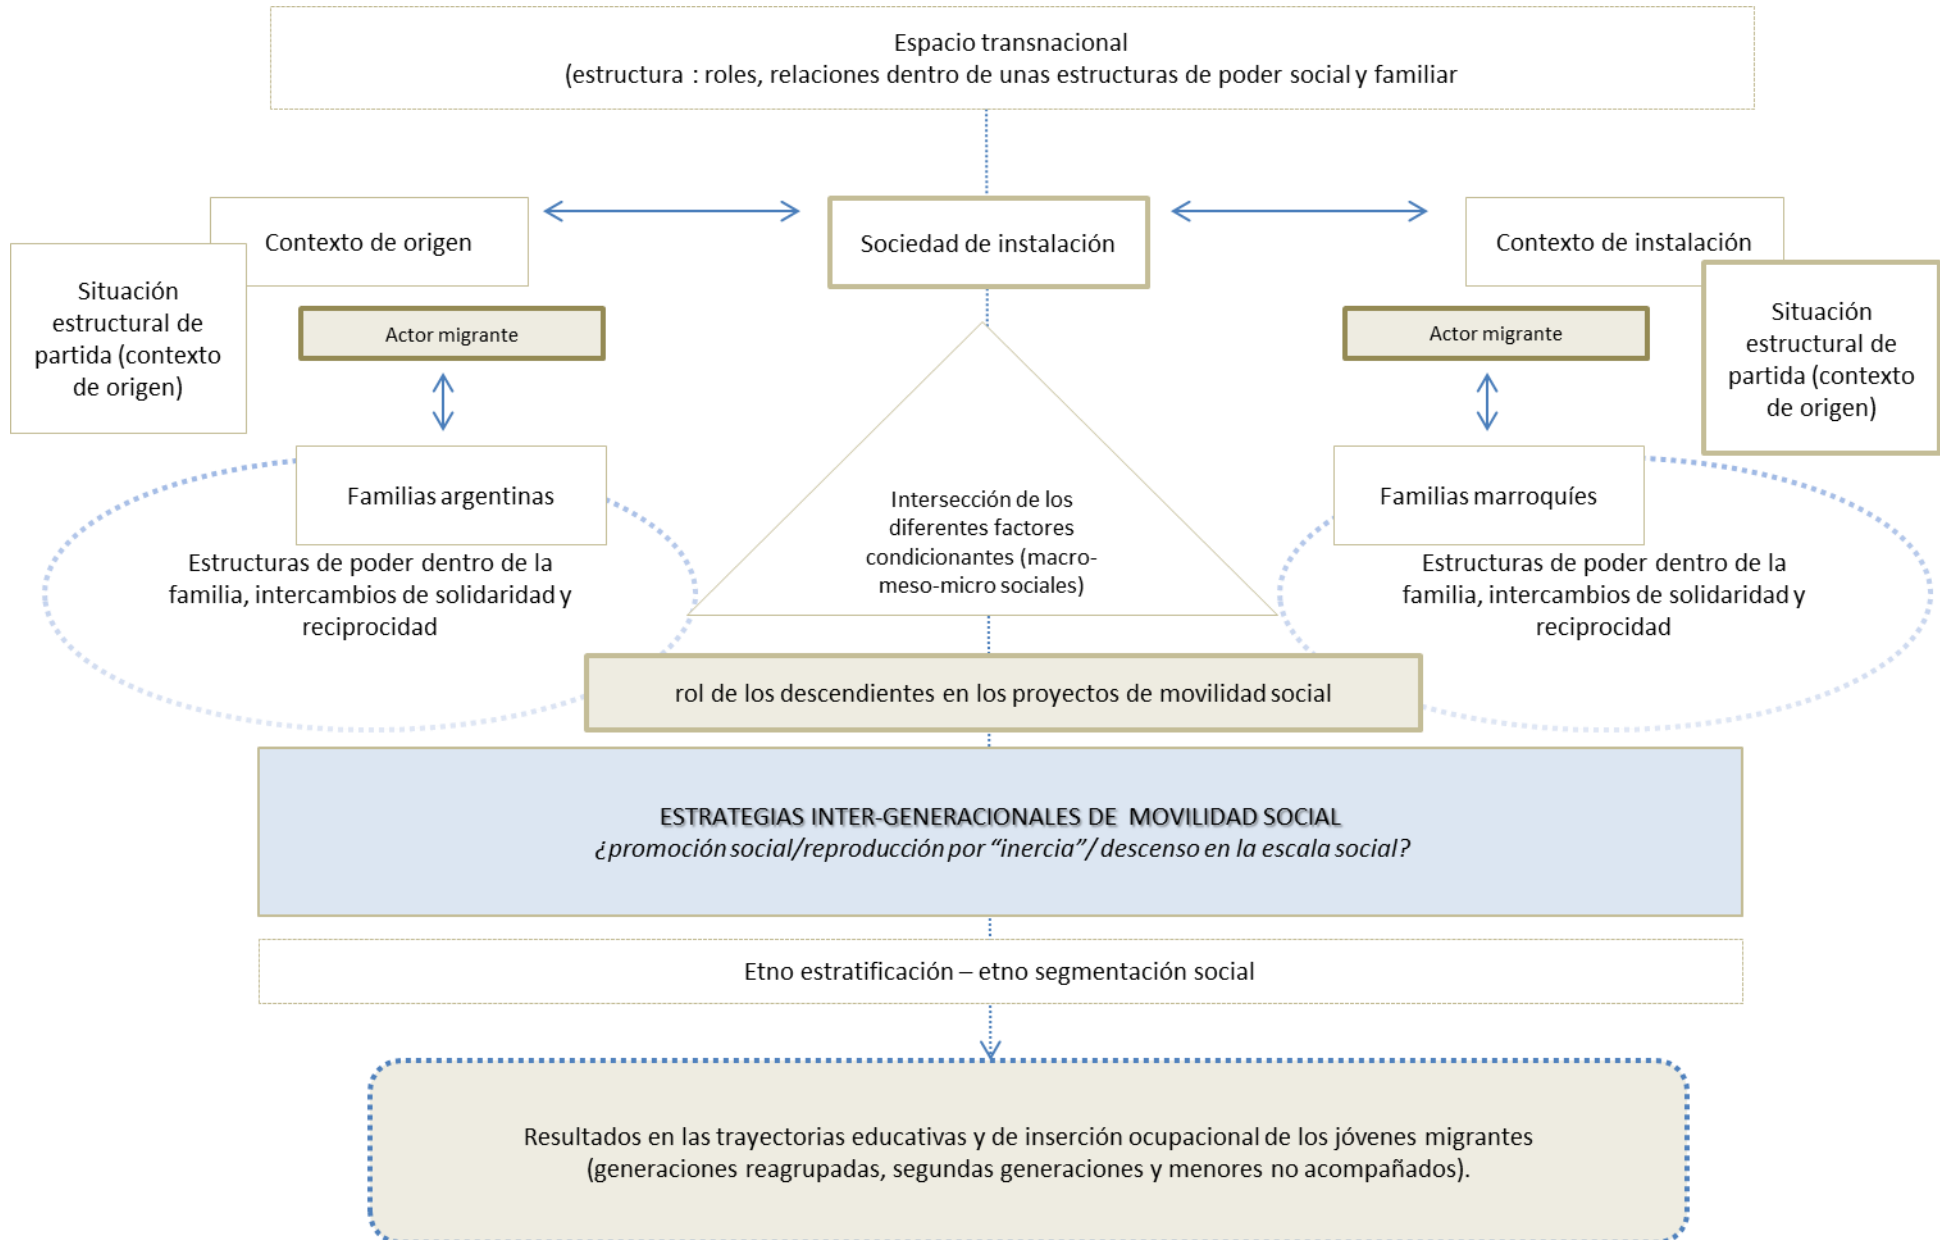 Espacio transnacional
(estructura : roles, relaciones dentro de unas estructuras de poder social y familiar
Contexto de origen
Sociedad de instalación
Contexto de instalación
Situación
estructural de
partida (contexto
de origen)
Actor migrante
Actor migrante
Situación
estructural de
partida (contexto
de origen)
Familias argentinas
Estructuras de poder dentro de la
familia, intercambios de solidaridad y
reciprocidad
Intersección de los
diferentes factores
condicionantes (macro-
meso-micro sociales)
Familias marroquíes
Estructuras de poder dentro de la
familia, intercambios de solidaridad y
reciprocidad
rol de los descendientes en los proyectos de movilidad social
ESTRATEGIAS INTER-GENERACIONALES DE MOVILIDAD SOCIAL
¿promoción social/reproducción por “inercia”/ descenso en la escala social?
Etno estratificación – etno segmentación social
Resultados en las trayectorias educativas y de inserción ocupacional de los jóvenes migrantes
(generaciones reagrupadas, segundas generaciones y menores no acompañados).